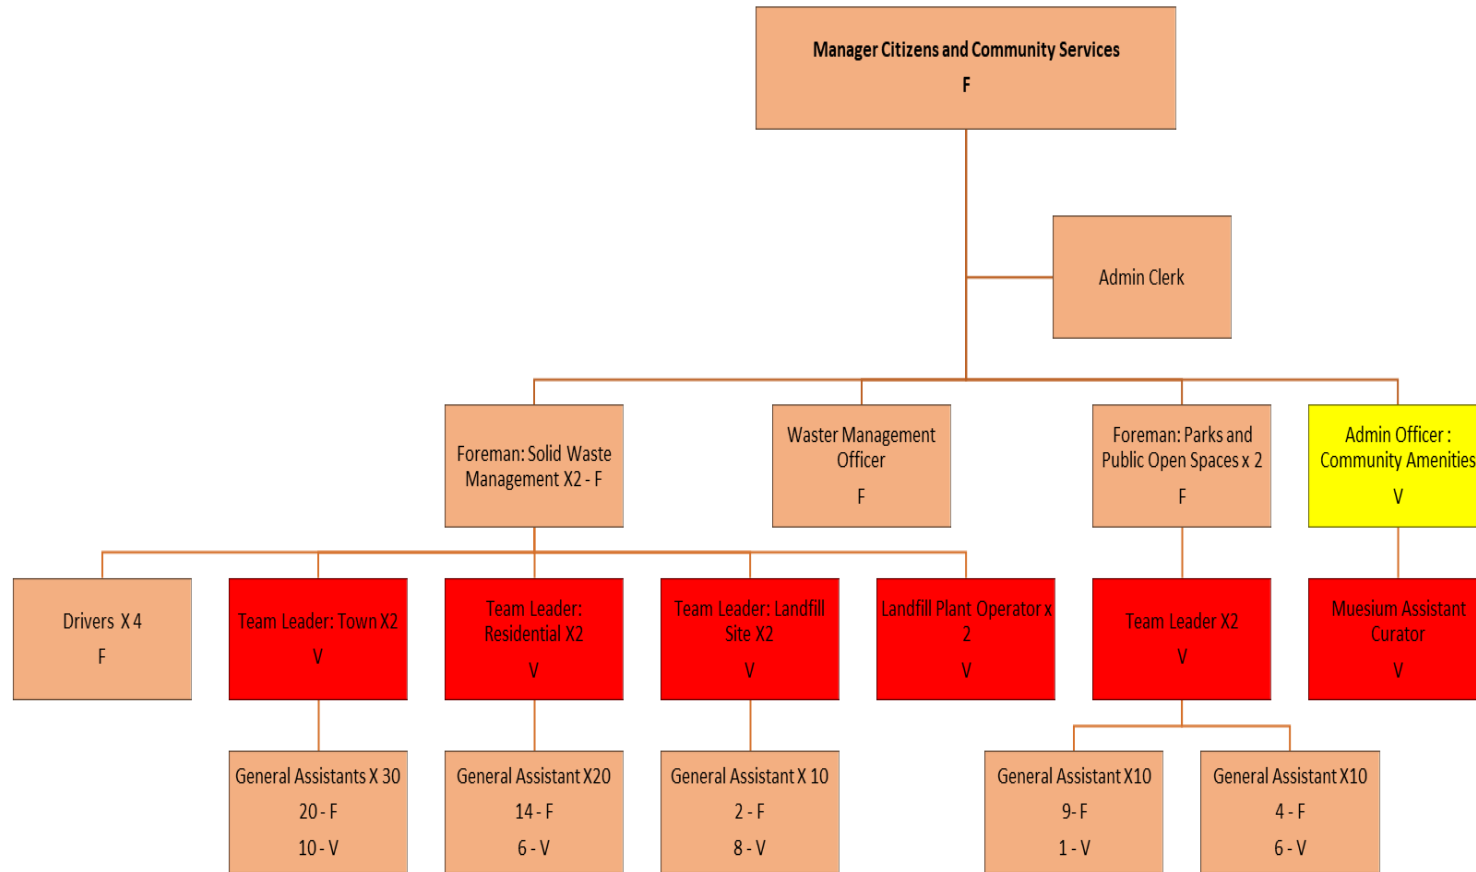 Manager Citizens and Community Services
F
Admin Clerk
Foreman: Solid Waste
Management X2 - F
Waster Management
Officer
F
Foreman: Parks and
Public Open Spaces x 2
F
Admin Officer :
Community Amenities
V
Drivers X 4
F
Team Leader: Town X2
V
Team Leader:
Residential X2
V
Team Leader: Landfill
Site X2
V
Landfill Plant Operator x
2
V
Team Leader X2
V
Muesium Assistant
Curator
V
General Assistants X 30
20 - F
10 - V
General Assistant X20
14 - F
6 - V
General Assistant X 10
2 - F
8 - V
General Assistant X10
9- F
1 - V
General Assistant X10
4 - F
6 - V